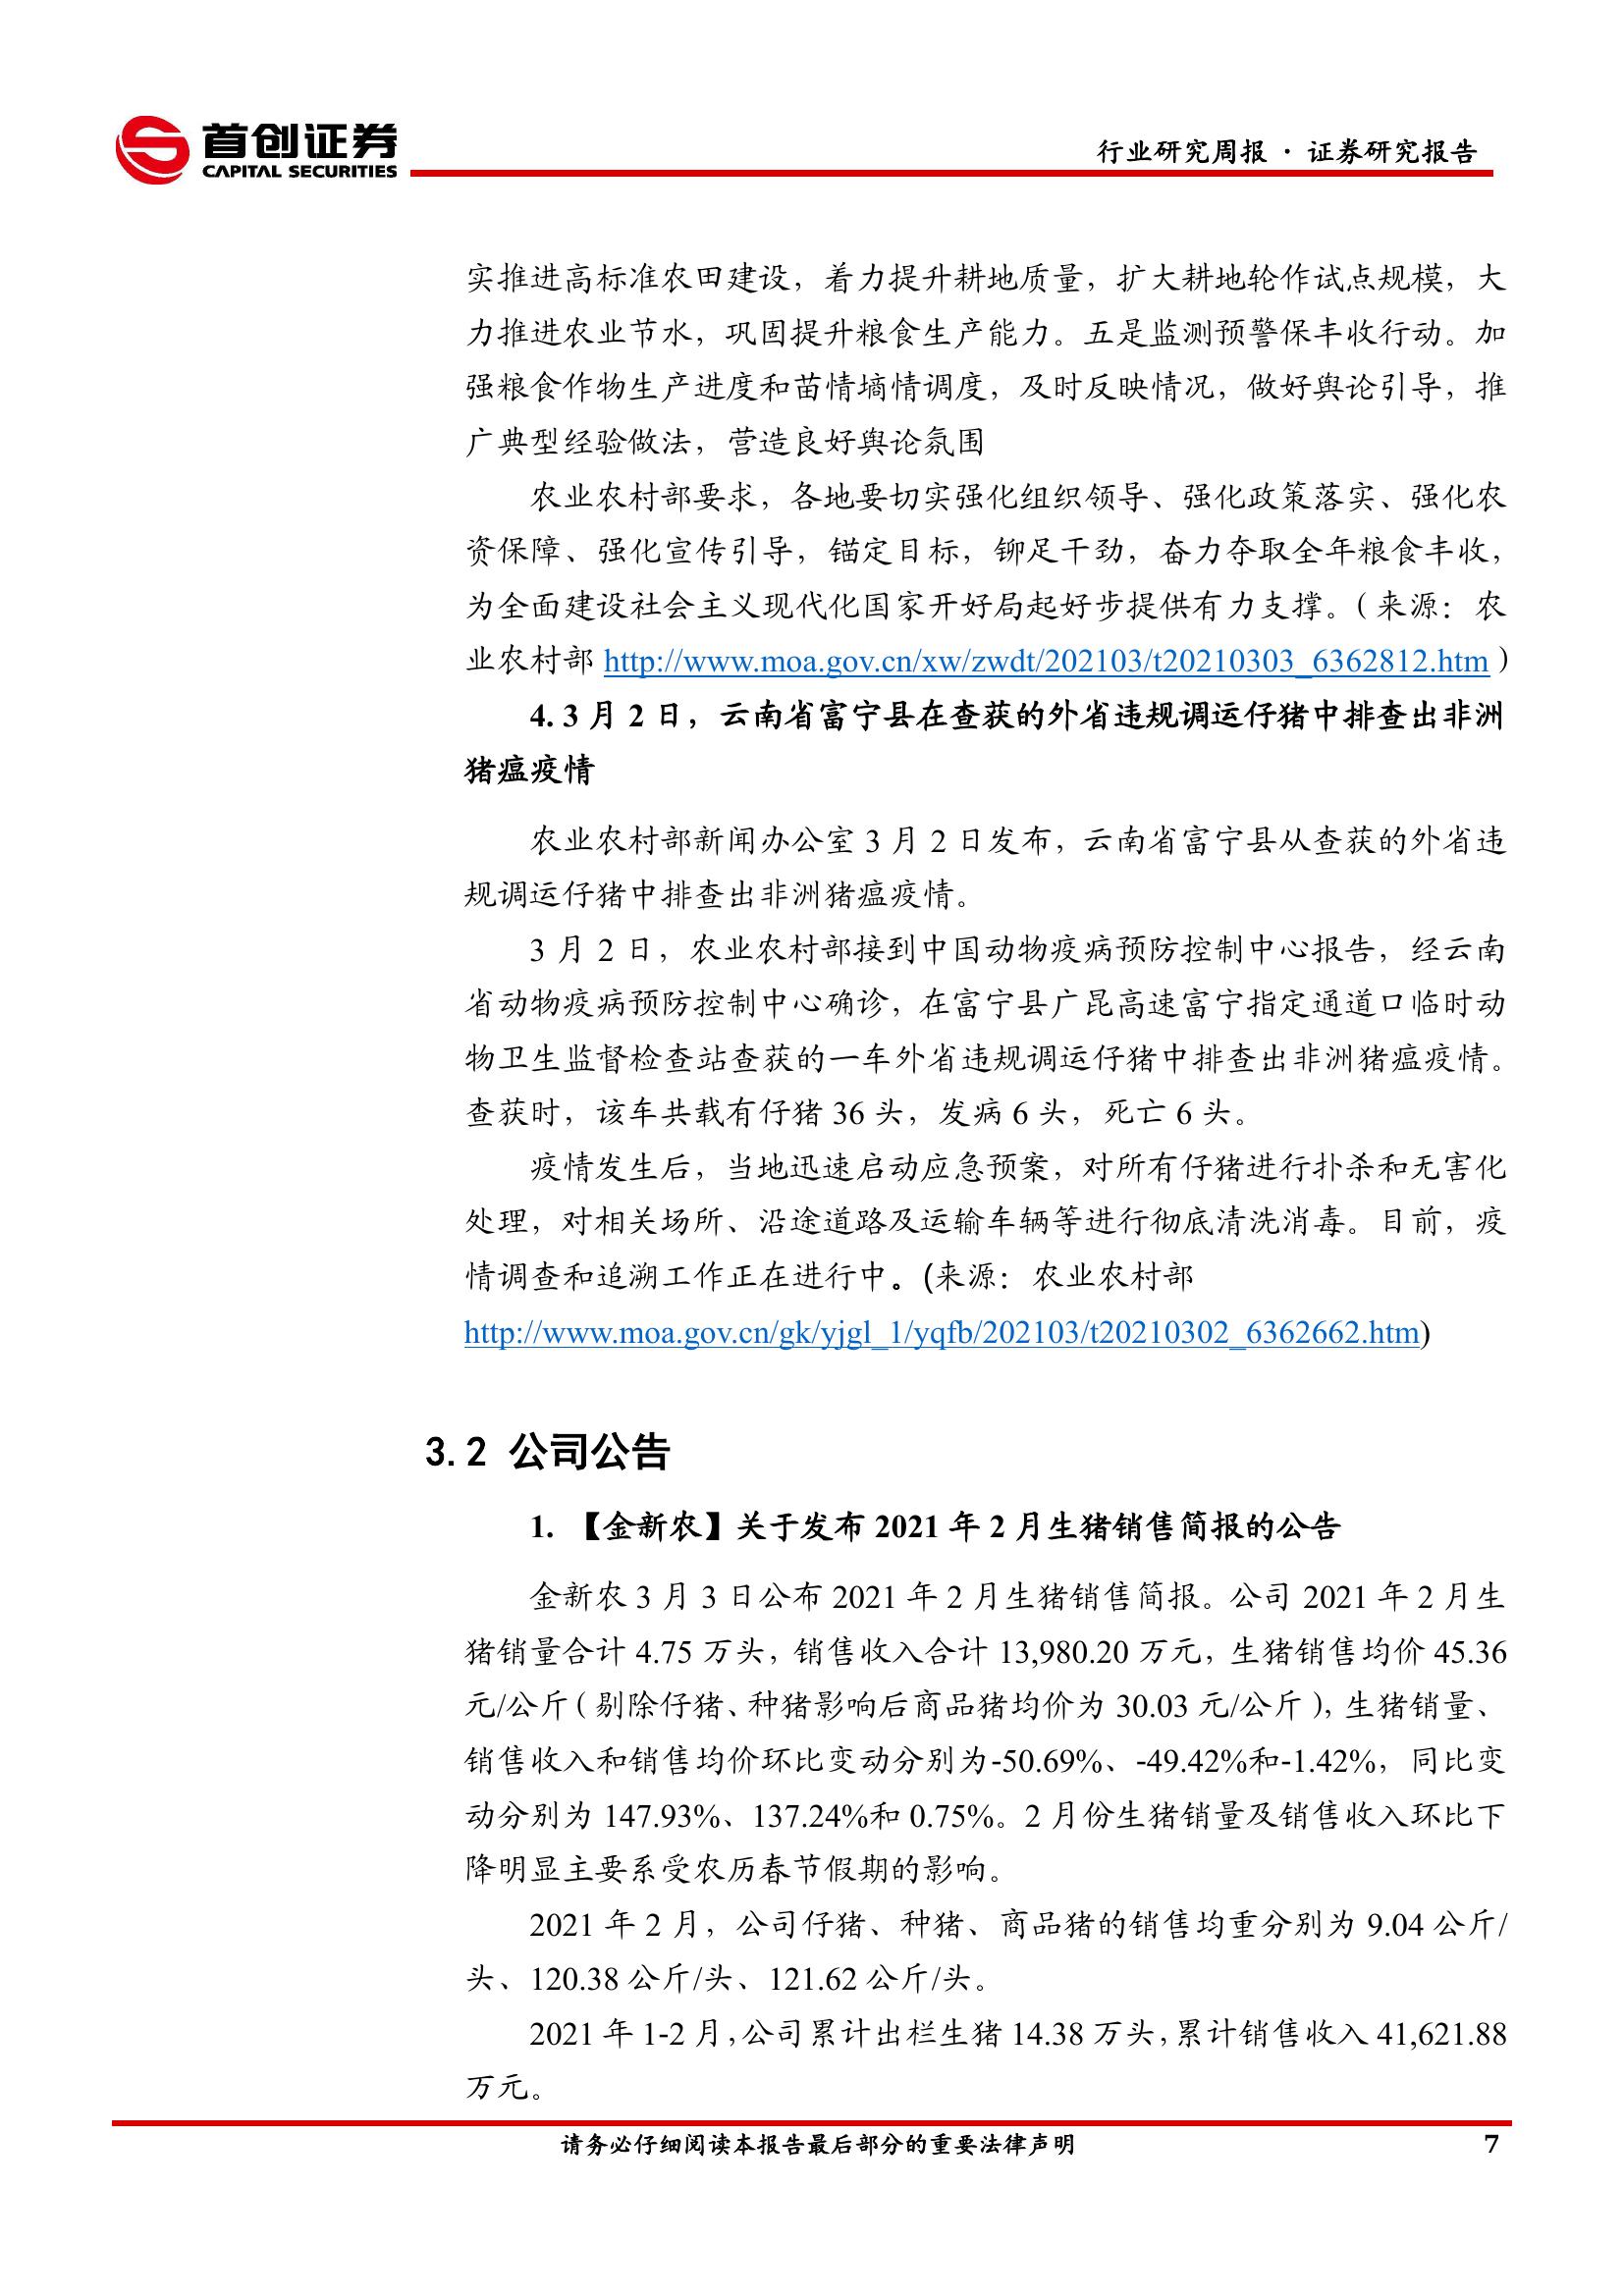 首创证券
CAPITAL SECURITIES
行业研究周报 · 证券研究报告
实推进高标准农田建设，着力提升耕地质量，扩大耕地轮作试点规模，大
力推进农业节水，巩固提升粮食生产能力。五是监测预警保丰收行动。加
强粮食作物生产进度和苗情墒情调度，及时反映情况，做好舆论引导，推
广典型经验做法，营造良好舆论氛围
农业农村部要求，各地要切实强化组织领导、强化政策落实、强化农
资保障、强化宣传引导，锚定目标，铆足干劲，奋力夺取全年粮食丰收，
为全面建设社会主义现代化国家开好局起好步提供有力支撑。（来源：农
业农村部 http://www.moa.gov.cn/xw/zwdt/202103/t20210303_6362812.htm ）
4. 3 月 2 日，云南省富宁县在查获的外省违规调运仔猪中排查出非洲
猪瘟疫情
农业农村部新闻办公室 3 月 2 日发布，云南省富宁县从查获的外省违
规调运仔猪中排查出非洲猪瘟疫情。
3 月 2 日，农业农村部接到中国动物疫病预防控制中心报告，经云南
省动物疫病预防控制中心确诊，在富宁县广昆高速富宁指定通道口临时动
物卫生监督检查站查获的一车外省违规调运仔猪中排查出非洲猪瘟疫情。
查获时，该车共载有仔猪 36 头，发病 6 头，死亡 6 头。
疫情发生后，当地迅速启动应急预案，对所有仔猪进行扑杀和无害化
处理，对相关场所、沿途道路及运输车辆等进行彻底清洗消毒。目前，疫
情调查和追溯工作正在进行中。(来源：农业农村部
http://www.moa.gov.cn/gk/yjgl_1/yqfb/202103/t20210302_6362662.htm)
3.2 公司公告
1. 【金新农】关于发布 2021 年 2 月生猪销售简报的公告
金新农 3 月 3 日公布 2021 年 2 月生猪销售简报。公司 2021 年 2 月生
猪销量合计 4.75 万头，销售收入合计 13,980.20 万元，生猪销售均价 45.36
元/公斤（剔除仔猪、种猪影响后商品猪均价为 30.03 元/公斤），生猪销量、
销售收入和销售均价环比变动分别为-50.69%、-49.42%和-1.42%，同比变
动分别为 147.93%、137.24%和 0.75%。2 月份生猪销量及销售收入环比下
降明显主要系受农历春节假期的影响。
2021 年 2 月，公司仔猪、种猪、商品猪的销售均重分别为 9.04 公斤/
头、120.38 公斤/头、121.62 公斤/头。
2021 年 1-2 月，公司累计出栏生猪 14.38 万头，累计销售收入 41,621.88
万元。
请务必仔细阅读本报告最后部分的重要法律声明
7